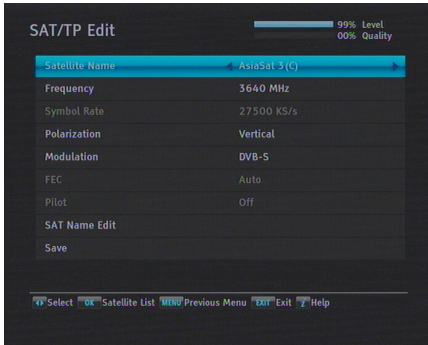 SAT/TP Edit
99% Level
00% Quality
Satellite Name AsiaSat 3(C)
Frequency 3640 MHz
Symbol Rate 27500 KS/s
Polarization Vertical
Modulation DVB-S
FEC Auto
Pilot Off
SAT Name Edit
Save
Select OK Satellite List MENU Previous Menu EXIT Exit i Help